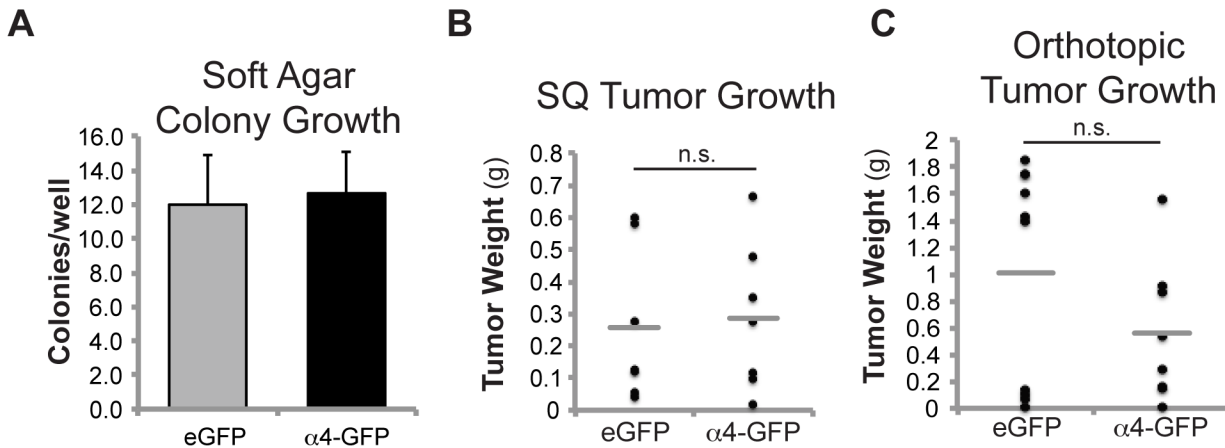 A
Soft Agar
Colony Growth
Colonies/well
16.0
14.0
12.0
10.0
8.0
6.0
4.0
2.0
0.0
eGFP
α4-GFP
B
SQ Tumor Growth
n.s.
Tumor Weight (g)
0.8
0.7
0.6
0.5
0.4
0.3
0.2
0.1
0
eGFP
α4-GFP
C
Orthotopic
Tumor Growth
n.s.
Tumor Weight (g)
2
1.8
1.6
1.4
1.2
1
0.8
0.6
0.4
0.2
0
eGFP
α4-GFP